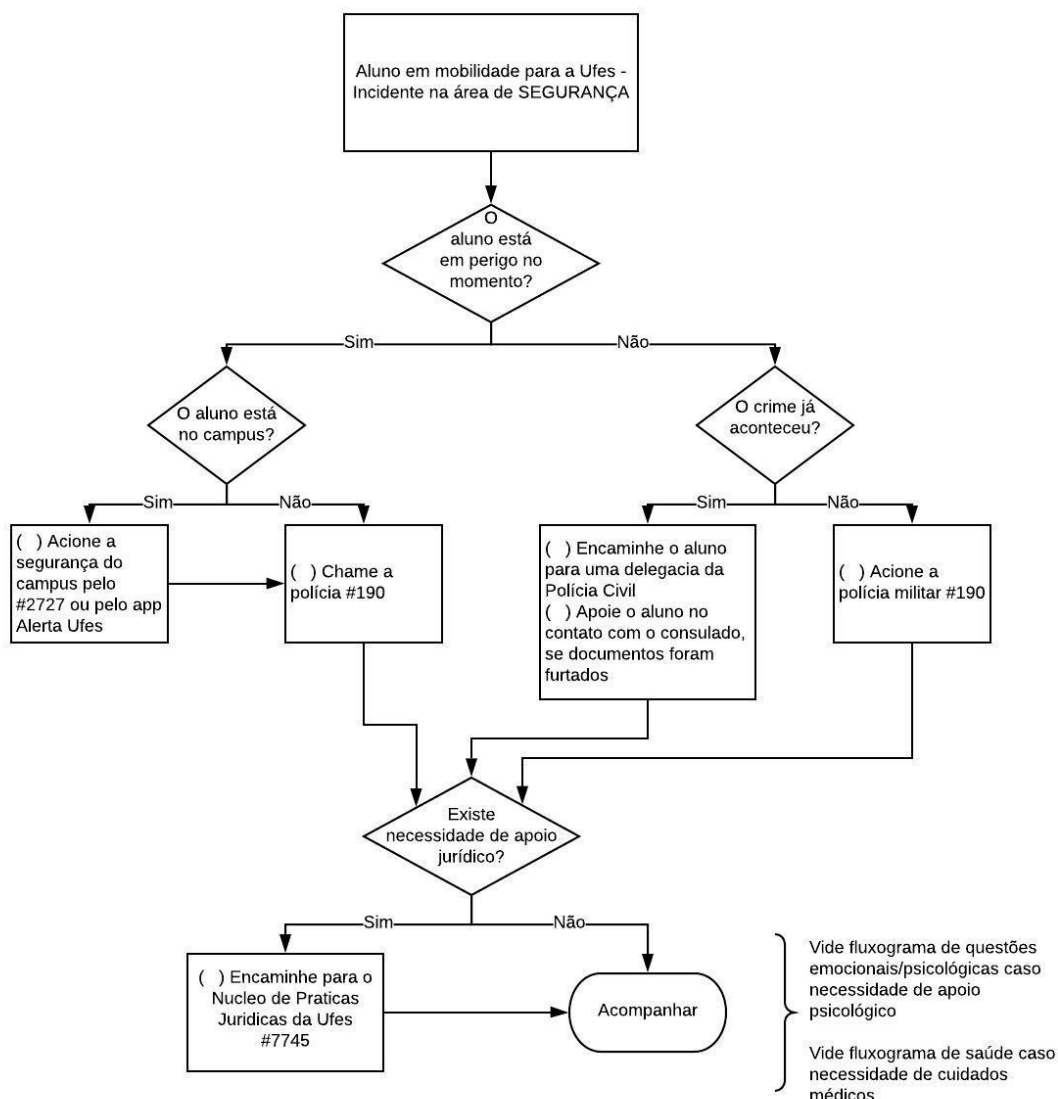 Aluno em mobilidade para a Ufes -
Incidente na área de SEGURANÇA
O
aluno está
em perigo no
momento?
Sim
Não
O aluno está
no campus?
O crime já
aconteceu?
Sim
Não
Sim
Não
( ) Acione a
segurança do
campus pelo
#2727 ou pelo app
Alerta Ufes
( ) Chame a
polícia #190
( ) Encaminhe o aluno
para uma delegacia da
Polícia Civil
( ) Apoie o aluno no
contato com o consulado,
se documentos foram
furtados
( ) Acione a
polícia militar #190
Existe
necessidade de apoio
jurídico?
Sim
Não
( ) Encaminhe para o
Nucleo de Praticas
Juridicas da Ufes
#7745
Acompanhar
Vide fluxograma de questões
emocionais/psicológicas caso
necessidade de apoio
psicológico
Vide fluxograma de saúde caso
necessidade de cuidados
médicos